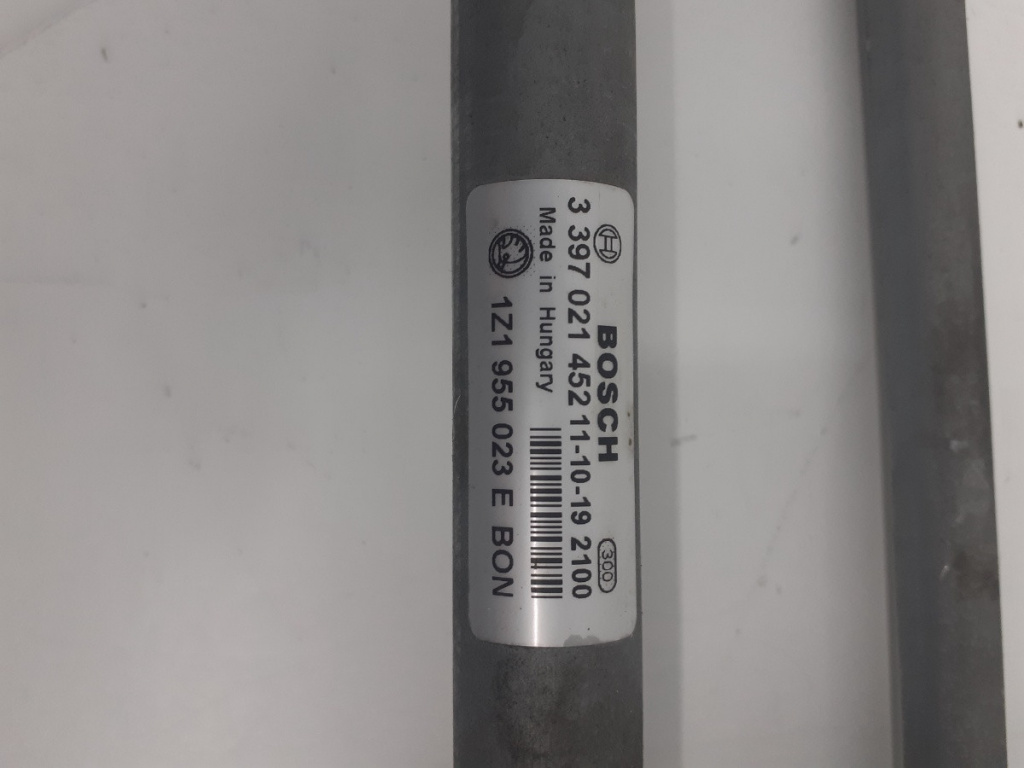 BOSCH 300
3 397 021 452 11-10-19 2100
Made in Hungary
1Z1 955 023 E BON